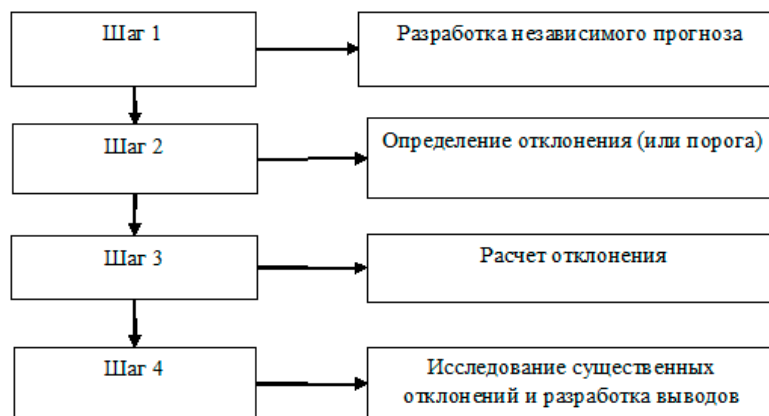 Шаг 1
Разработка независимого прогноза
Шаг 2
Определение отклонения (или порога)
Шаг 3
Расчет отклонения
Шаг 4
Исследование существенных
отклонений и разработка выводов